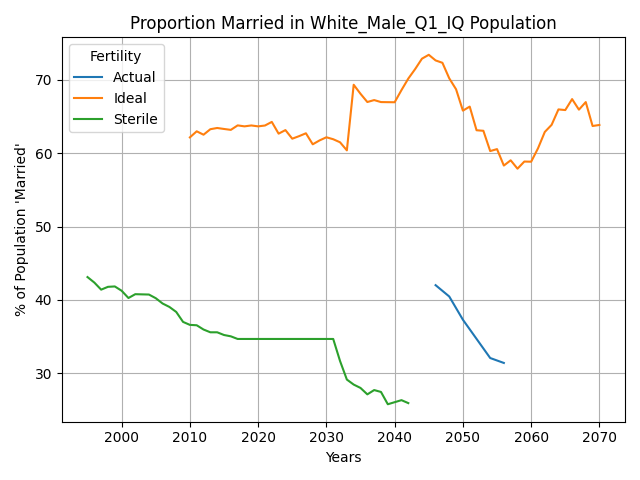 Proportion Married in White_Male_Q1_IQ Population
Fertility
Actual
Ideal
Sterile
% of Population 'Married'
70
60
50
40
30
2000 2010 2020 2030 2040 2050 2060 2070
Years